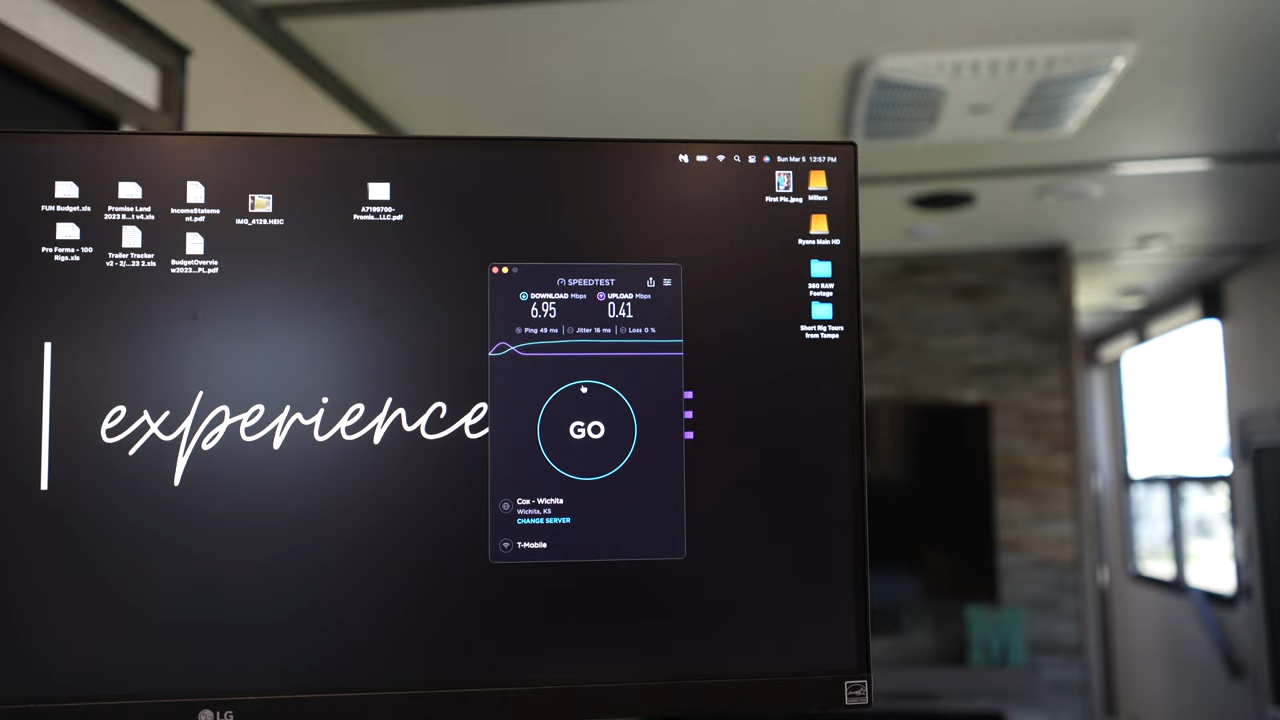 Sun Mar 5 12:57 PM
FUN Budget.xls
Promise Land
2023 B...t v4.xls
IncomeStateme
nt.pdf
IMG_4129.HEIC
A7199700-
Promis...LLC.pdf
First Pic.jpeg
Millers
Pro Forma - 100
Rigs.xls
Trailer Tracker
v2 - 2/...23 2.xls
BudgetOvervie
w2023...PL.pdf
Ryans Main HD
360 RAW
Footage
Short Rig Tours
from Tampa
SPEEDTEST
DOWNLOAD Mbps
UPLOAD Mbps
6.95
0.41
Ping 49 ms
Jitter 16 ms
Loss 0 %
experience
GO
Cox - Wichita
Wichita, KS
CHANGE SERVER
T-Mobile
LG